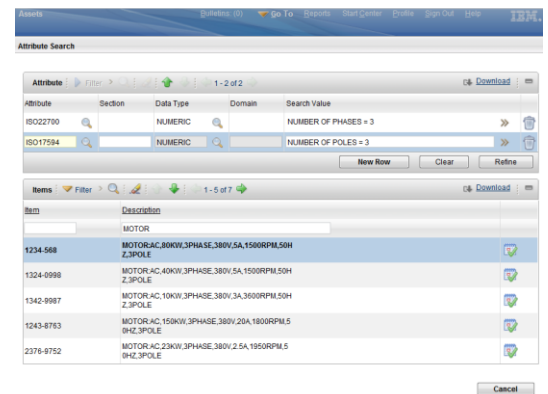 Assets Bulletins: (0) Go To Reports Start Center Profile Sign Out Help IBM.
Attribute Search
Attribute Filter 1 - 2 of 2 Download
Attribute Section Data Type Domain Search Value
ISO22700 NUMERIC NUMBER OF PHASES = 3
ISO17594 NUMERIC NUMBER OF POLES = 3
New Row Clear Refine
Items Filter 1 - 5 of 7 Download
Item Description
MOTOR
1234-568 MOTOR:AC,80KW,3PHASE,380V,5A,1500RPM,50H
Z,3POLE
1324-0998 MOTOR:AC,40KW,3PHASE,380V,5A,1500RPM,50H
Z,3POLE
1342-9987 MOTOR:AC,10KW,3PHASE,380V,3A,3600RPM,50H
Z,3POLE
1243-8763 MOTOR:AC,150KW,3PHASE,380V,20A,1800RPM,5
0HZ,3POLE
2376-9752 MOTOR:AC,23KW,3PHASE,380V,2.5A,1950RPM,5
0HZ,3POLE
Cancel